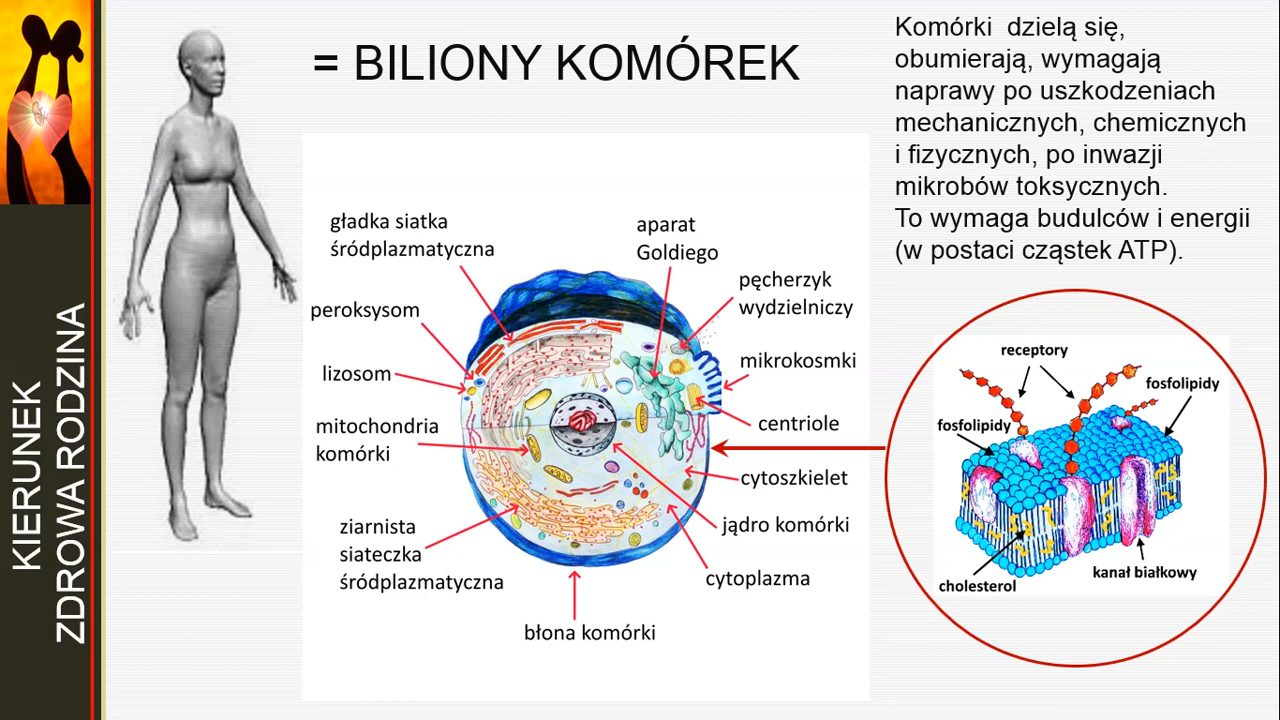 KIERUNEK
ZDROWA RODZINA
= BILIONY KOMÓREK
Komórki dzielą się,
obumierają, wymagają
naprawy po uszkodzeniach
mechanicznych, chemicznych
i fizycznych, po inwazji
mikrobów toksycznych.
To wymaga budulców i energii
(w postaci cząstek ATP).
gładka siatka
śródplazmatyczna
peroksysom
lizosom
mitochondria
komórki
ziarnista
siateczka
śródplazmatyczna
błona komórki
aparat
Goldiego
pęcherzyk
wydzielniczy
mikrokosmki
centriole
cytoszkielet
jądro komórki
cytoplazma
receptory
fosfolipidy
fosfolipidy
cholesterol
kanał białkowy